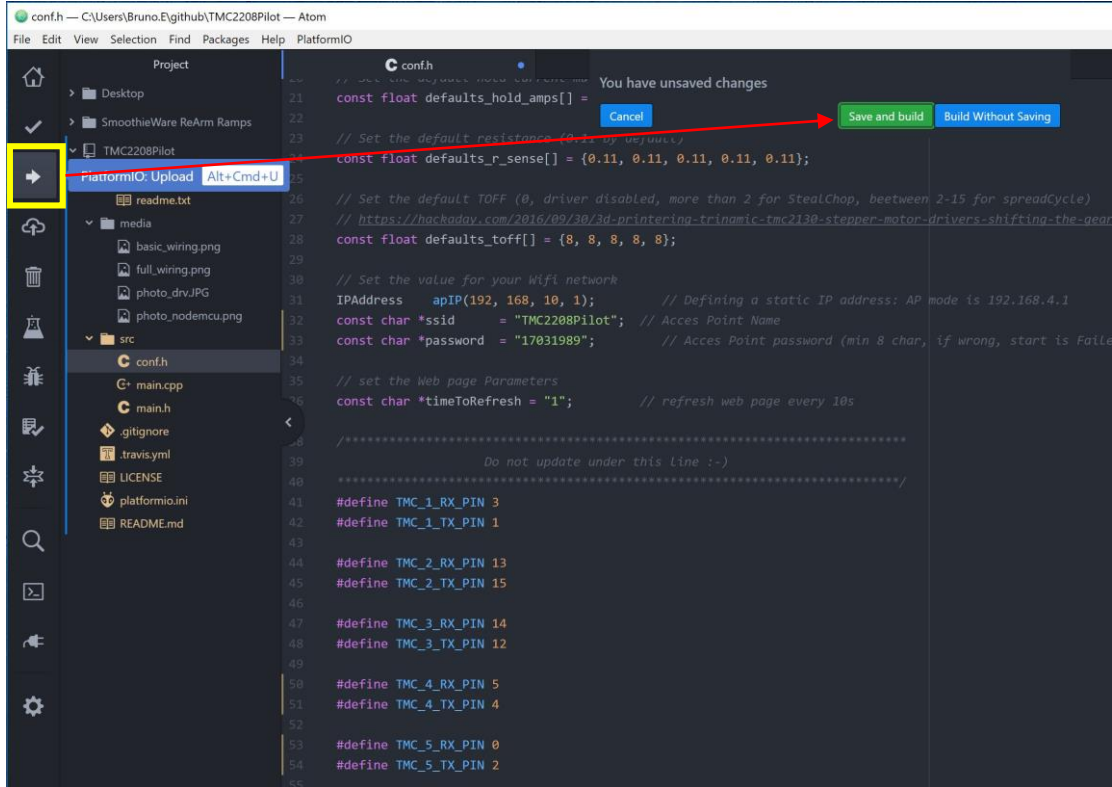 conf.h — C:\Users\Bruno.E\github\TMC2208Pilot — Atom
File Edit View Selection Find Packages Help PlatformIO
Project
Desktop
SmoothieWare ReArm Ramps
TMC2208Pilot
PlatformIO: Upload Alt+Cmd+U
readme.txt
media
basic_wiring.png
full_wiring.png
photo_drv.JPG
photo_nodemcu.png
src
conf.h
main.cpp
main.h
.gitignore
.travis.yml
LICENSE
platformio.ini
README.md
conf.h
You have unsaved changes
Cancel Save and build Build Without Saving
21 const float defaults_hold_amps[] =
22
23 // Set the default resistance (0.11 by default)
24 const float defaults_r_sense[] = {0.11, 0.11, 0.11, 0.11, 0.11};
25
26 // Set the default TOFF (0, driver disabled, more than 2 for StealChop, beetween 2-15 for spreadCycle)
27 // https://hackaday.com/2016/09/30/3d-printering-trinamic-tmc2130-stepper-motor-drivers-shifting-the-gear
28 const float defaults_toff[] = {8, 8, 8, 8, 8};
29
30 // Set the value for your Wifi network
31 IPAddress apIP(192, 168, 10, 1); // Defining a static IP address: AP mode is 192.168.4.1
32 const char *ssid = "TMC2208Pilot"; // Acces Point Name
33 const char *password = "17031989"; // Acces Point password (min 8 char, if wrong, start is Faile
34
35 // set the Web page Parameters
36 const char *timeToRefresh = "1"; // refresh web page every 10s
38 /****************************************************************************
39 Do not update under this line :-)
40 ****************************************************************************/
41 #define TMC_1_RX_PIN 3
42 #define TMC_1_TX_PIN 1
43
44 #define TMC_2_RX_PIN 13
45 #define TMC_2_TX_PIN 15
46
47 #define TMC_3_RX_PIN 14
48 #define TMC_3_TX_PIN 12
49
50 #define TMC_4_RX_PIN 5
51 #define TMC_4_TX_PIN 4
52
53 #define TMC_5_RX_PIN 0
54 #define TMC_5_TX_PIN 2
55